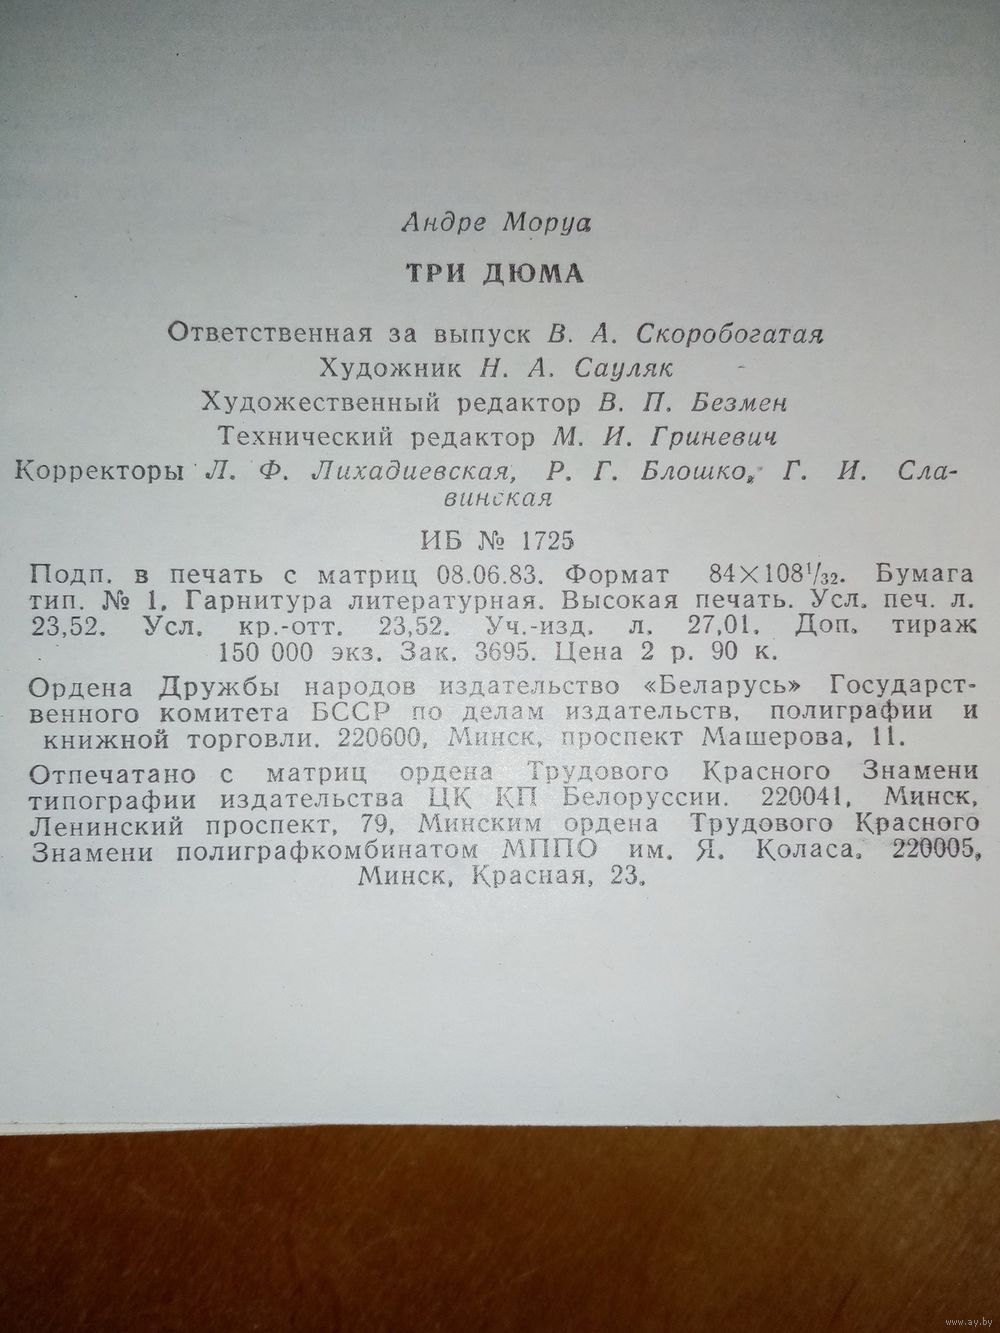 Андре Моруа
ТРИ ДЮМА
Ответственная за выпуск В. А. Скоробогатая
Художник Н. А. Сауляк
Художественный редактор В. П. Безмен
Технический редактор М. И. Гриневич
Корректоры Л. Ф. Лихадиевская, Р. Г. Блошко, Г. И. Сла-
винская
ИБ № 1725
Подп. в печать с матриц 08.06.83. Формат 84×108¹/₃₂. Бумага
тип. № 1. Гарнитура литературная. Высокая печать. Усл. печ. л.
23,52. Усл. кр.-отт. 23,52. Уч.-изд. л. 27,01. Доп. тираж
150 000 экз. Зак. 3695. Цена 2 р. 90 к.
Ордена Дружбы народов издательство «Беларусь» Государст-
венного комитета БССР по делам издательств, полиграфии и
книжной торговли. 220600, Минск, проспект Машерова, 11.
Отпечатано с матриц ордена Трудового Красного Знамени
типографии издательства ЦК КП Белоруссии. 220041, Минск,
Ленинский проспект, 79, Минским ордена Трудового Красного
Знамени полиграфкомбинатом МППО им. Я. Коласа. 220005,
Минск, Красная, 23.
www.ay.by